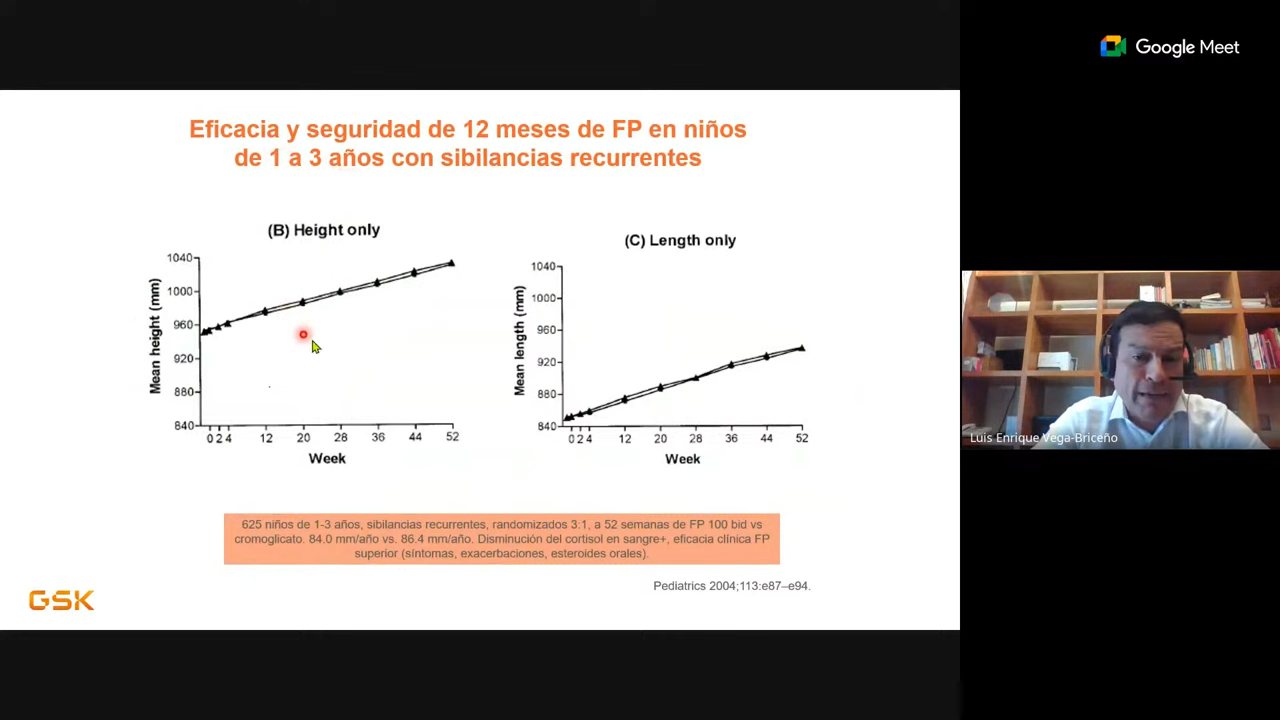 Google Meet
Eficacia y seguridad de 12 meses de FP en niños
de 1 a 3 años con sibilancias recurrentes
(B) Height only
1040
1000
960
920
880
840
Mean height (mm)
0 2 4 12 20 28 36 44 52
Week
(C) Length only
1040
1000
960
920
880
840
Mean length (mm)
0 2 4 12 20 28 36 44 52
Week
625 niños de 1-3 años, sibilancias recurrentes, randomizados 3:1, a 52 semanas de FP 100 bid vs
cromoglicato. 84.0 mm/año vs. 86.4 mm/año. Disminución del cortisol en sangre+, eficacia clínica FP
superior (síntomas, exacerbaciones, esteroides orales).
Pediatrics 2004;113:e87–e94.
GSK
Luis Enrique Vega-Briceño